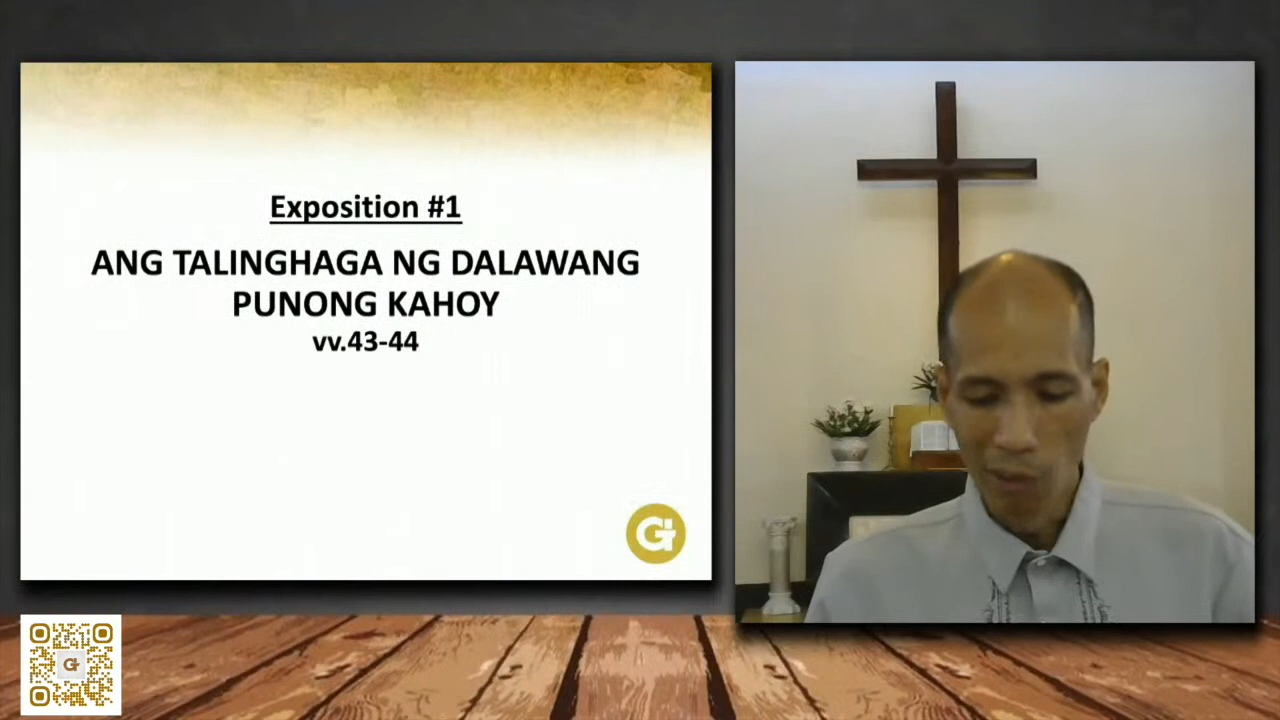 Exposition #1
ANG TALINGHAGA NG DALAWANG
PUNONG KAHOY
vv.43-44